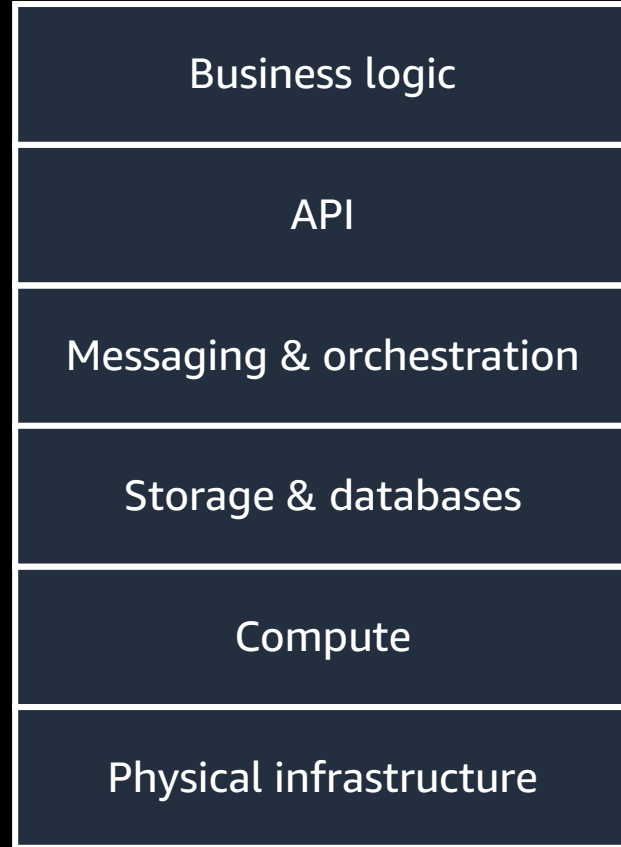 Business logic
API
Messaging & orchestration
Storage & databases
Compute
Physical infrastructure